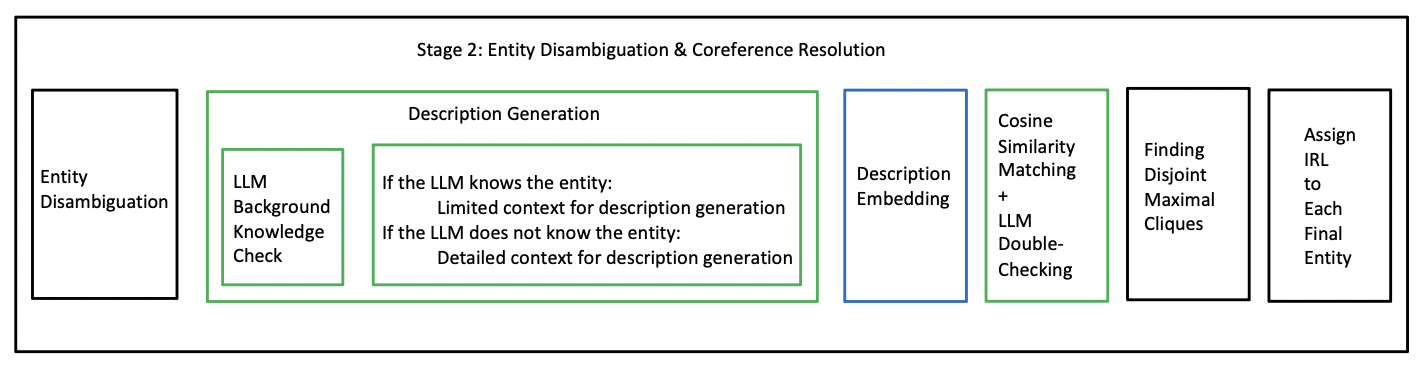 Stage 2: Entity Disambiguation & Coreference Resolution
Entity
Disambiguation
Description Generation
LLM
Background
Knowledge
Check
If the LLM knows the entity:
Limited context for description generation
If the LLM does not know the entity:
Detailed context for description generation
Description
Embedding
Cosine
Similarity
Matching
+
LLM
Double-
Checking
Finding
Disjoint
Maximal
Cliques
Assign
IRL
to
Each
Final
Entity